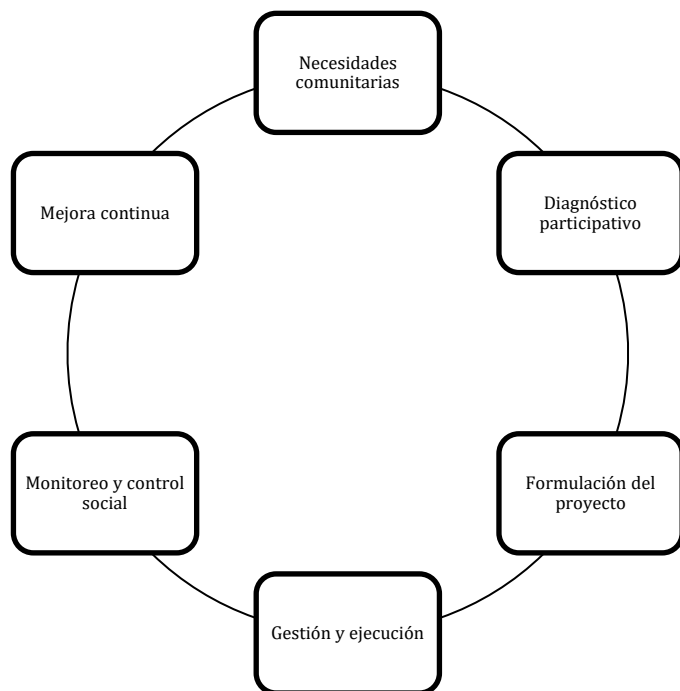 Necesidades
comunitarias
Diagnóstico
participativo
Formulación del
proyecto
Gestión y ejecución
Monitoreo y control
social
Mejora continua